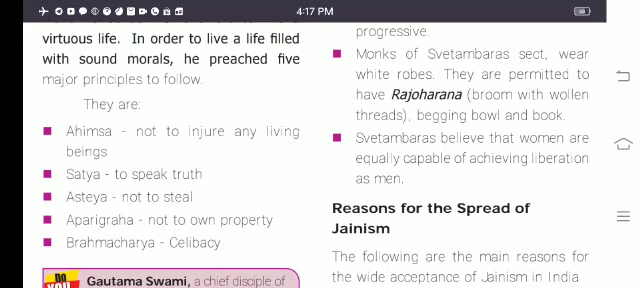 4:17 PM
virtuous life. In order to live a life filled
with sound morals, he preached five
major principles to follow.
They are:
Ahimsa - not to injure any living
beings
Satya - to speak truth
Asteya - not to steal
Aparigraha - not to own property
Brahmacharya - Celibacy
Gautama Swami, a chief disciple of
progressive.
Monks of Svetambaras sect, wear
white robes. They are permitted to
have Rajoharana (broom with wollen
threads), begging bowl and book.
Svetambaras believe that women are
equally capable of achieving liberation
as men.
Reasons for the Spread of
Jainism
The following are the main reasons for
the wide acceptance of Jainism in India